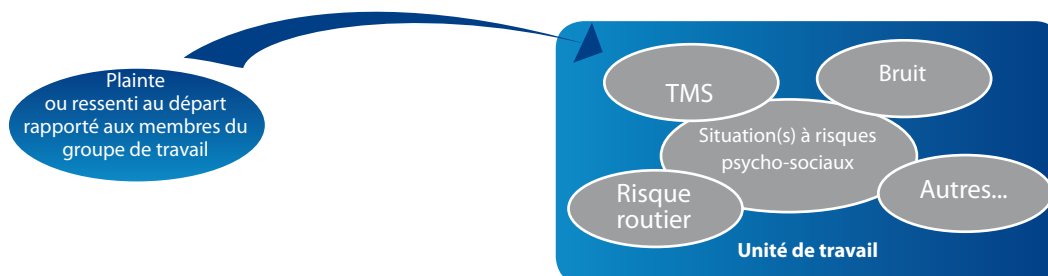 Plainte
ou ressenti au départ
rapporté aux membres du
groupe de travail
TMS
Bruit
Situation(s) à risques
psycho-sociaux
Risque
routier
Autres...
Unité de travail